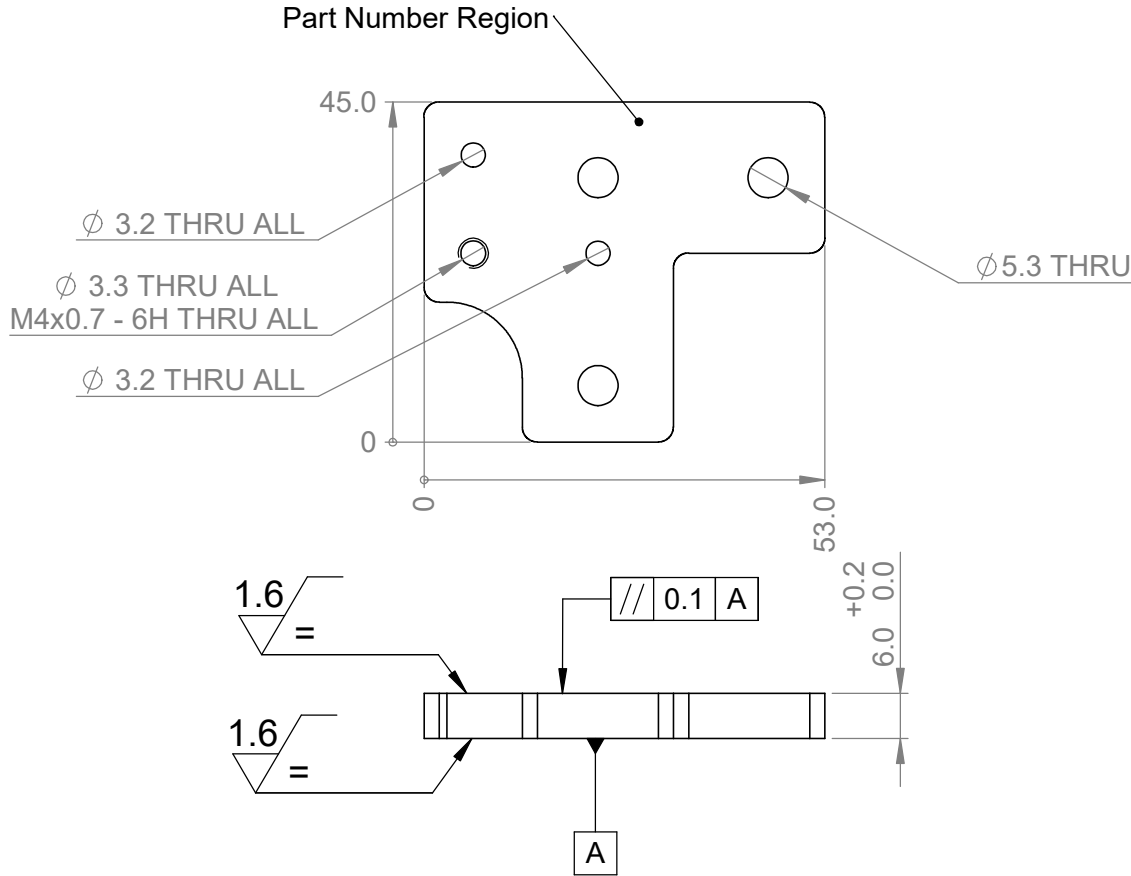 Part Number Region
45.0
⌀ 3.2 THRU ALL
⌀ 3.3 THRU ALL
M4x0.7 - 6H THRU ALL
⌀ 3.2 THRU ALL
⌀5.3 THRU
0
0
53.0
+0.2
0.0
6.0
1.6
=
// 0.1 A
1.6
=
A